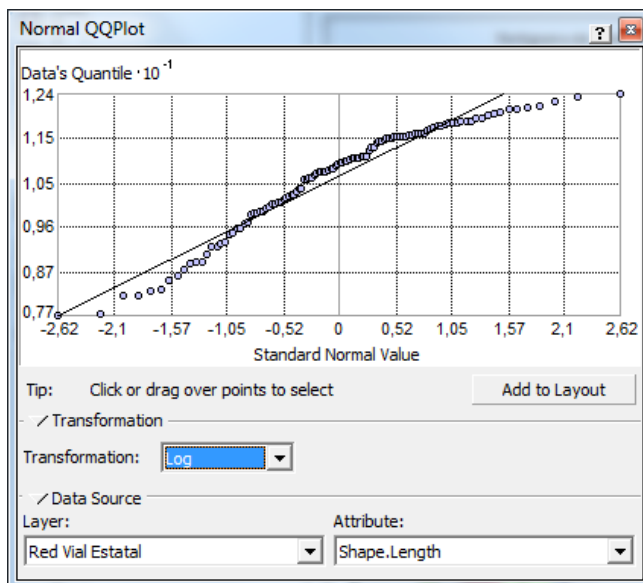 Normal QQPlot
?
Data's Quantile · 10⁻¹
1,24
1,15
1,05
0,96
0,87
0,77
-2,62 -2,1 -1,57 -1,05 -0,52 0 0,52 1,05 1,57 2,1 2,62
Standard Normal Value
Tip: Click or drag over points to select Add to Layout
Transformation
Transformation: Log
Data Source
Layer: Attribute:
Red Vial Estatal Shape.Length